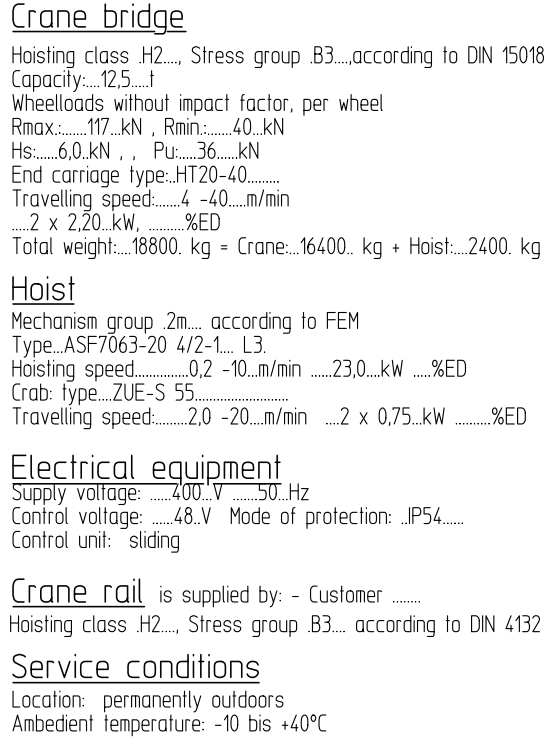 Crane bridge
Hoisting class .H2...., Stress group .B3....,according to DIN 15018
Capacity:....12,5.....t
Wheelloads without impact factor, per wheel
Rmax.:.......117...kN , Rmin.:.......40...kN
Hs:......6,0..kN , , Pu:.....36......kN
End carriage type:..HT20-40.........
Travelling speed:.......4 -40.....m/min
.....2 x 2,20...kW, ..........%ED
Total weight:....18800. kg = Crane:...16400.. kg + Hoist:....2400. kg
Hoist
Mechanism group .2m.... according to FEM
Type...ASF7063-20 4/2-1.... L3.
Hoisting speed...............0,2 -10...m/min ......23,0....kW .....%ED
Crab: type....ZUE-S 55..........................
Travelling speed:.........2,0 -20....m/min ....2 x 0,75...kW ..........%ED
Electrical equipment
Supply voltage: ......400...V .......50..Hz
Control voltage: ......48..V Mode of protection: ..IP54......
Control unit: sliding
Crane rail is supplied by: - Customer ........
Hoisting class .H2...., Stress group .B3.... according to DIN 4132
Service conditions
Location: permanently outdoors
Ambedient temperature: -10 bis +40°C